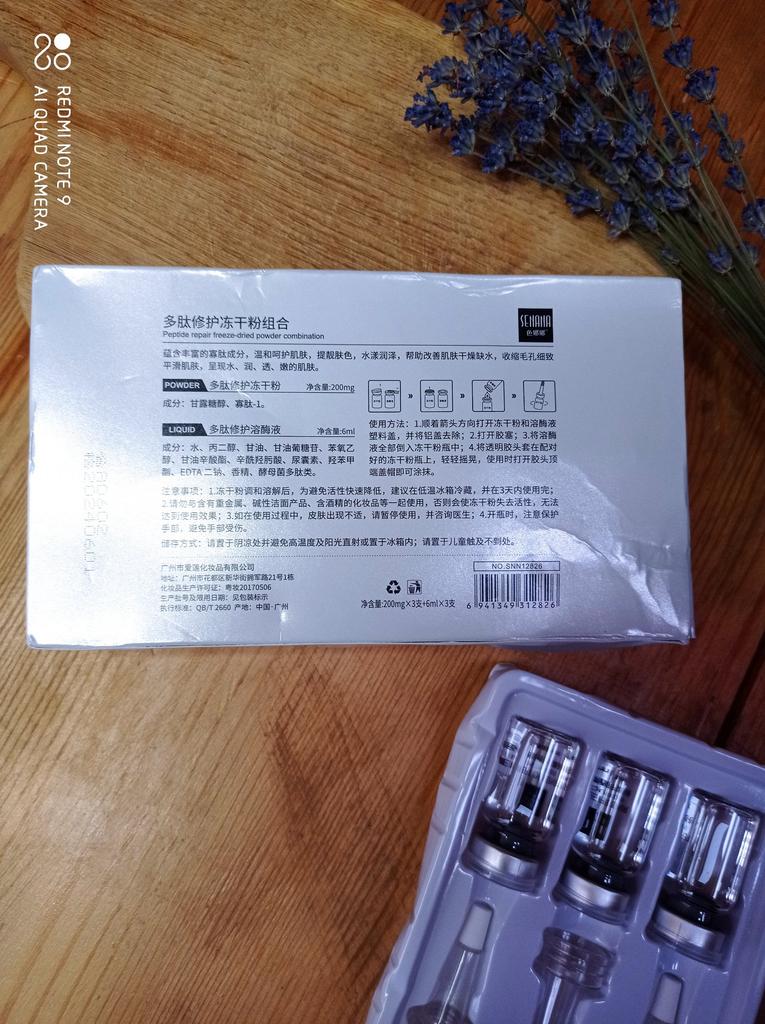 REDMI NOTE 9
AI QUAD CAMERA
多肽修护冻干粉组合
Peptide repair freeze-dried powder combination
SENANA
色娜娜
蕴含丰富的寡肽成分，温和呵护肌肤，提靓肤色，水漾润泽，帮助改善肌肤干燥缺水，收缩毛孔细致
平滑肌肤，呈现水、润、透、嫩的肌肤。
POWDER 多肽修护冻干粉 净含量:200mg
成分：甘露糖醇、寡肽-1。
LIQUID 多肽修护溶酶液 净含量:6ml
成分：水、丙二醇、甘油、甘油葡糖苷、苯氧乙
醇、甘油辛酸酯、辛酰羟肟酸、尿囊素、羟苯甲
酯、EDTA 二钠、香精、酵母菌多肽类。
使用方法：1.顺着箭头方向打开冻干粉和溶酶液
塑料盖，并将铝盖去除；2.打开胶塞；3.将溶酶
液全部倒入冻干粉瓶中；4.将透明胶头套在配对
好的冻干粉瓶上，轻轻摇晃，使用时打开胶头顶
端盖帽即可涂抹。
注意事项：1.冻干粉调和溶解后，为避免活性快速降低，建议在低温冰箱冷藏，并在3天内使用完；
2.请勿与含有重金属、碱性洁面产品、含酒精的化妆品等一起使用，否则会使冻干粉失去活性，无法
达到使用效果；3.如在使用过程中，皮肤出现不适，请暂停使用，并咨询医生；4.开瓶时，注意保护
手部，避免手部受伤。
储存方式：请置于阴凉处并避免高温度及阳光直射或置于冰箱内；请置于儿童触及不到处。
广州市爱莲化妆品有限公司
地址：广州市花都区新华街拥军路21号1栋
化妆品生产许可证：粤妆20170506
生产批号及限用日期：见包装标示
执行标准：QB/T 2660 产地：中国·广州
净含量:200mg×3支+6ml×3支
NO.SNN12826
6 941349 312826